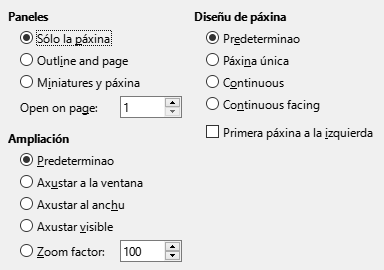 Paneles
Sólo la páxina
Outline and page
Miniatures y páxina
Open on page: 1
Ampliación
Predeterminao
Axustar a la ventana
Axustar al anchu
Axustar visible
Zoom factor: 100
Diseñu de páxina
Predeterminao
Páxina única
Continuous
Continuous facing
Primera páxina a la izquierda